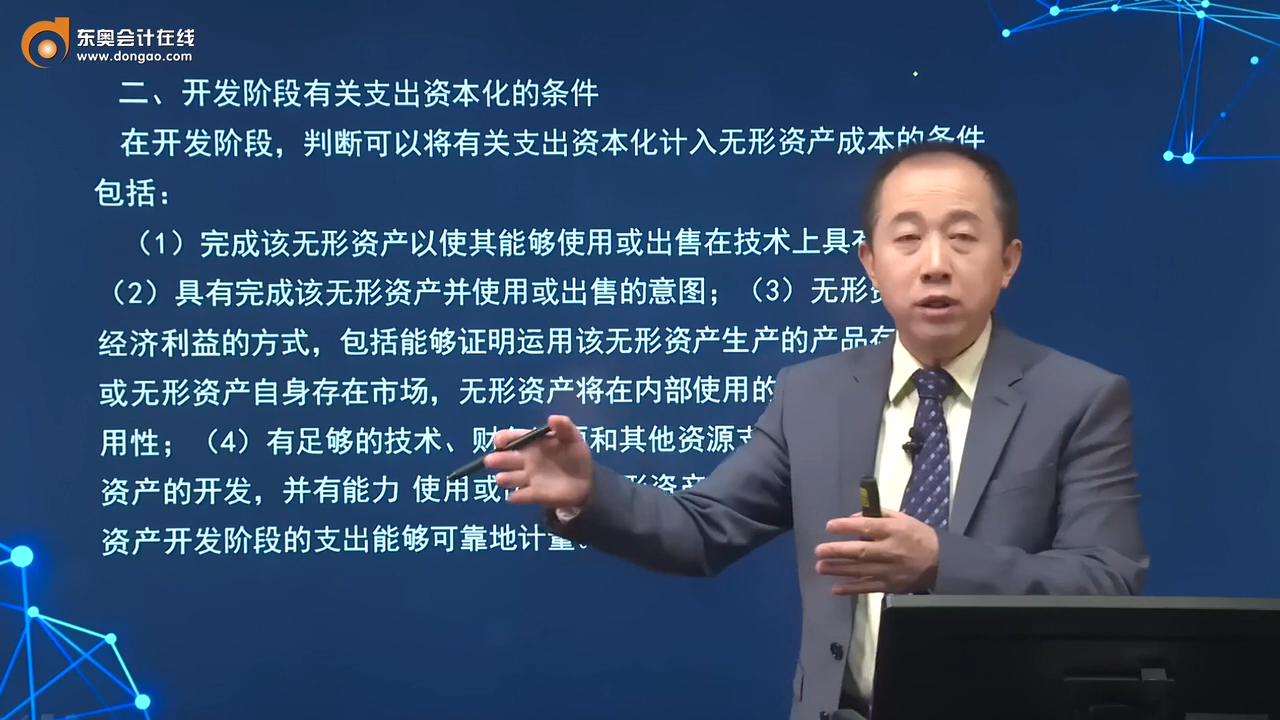 东奥会计在线
www.dongao.com
二、开发阶段有关支出资本化的条件
在开发阶段，判断可以将有关支出资本化计入无形资产成本的条件
包括：
（1）完成该无形资产以使其能够使用或出售在技术上具有
（2）具有完成该无形资产并使用或出售的意图；（3）无形资
经济利益的方式，包括能够证明运用该无形资产生产的产品存
或无形资产自身存在市场，无形资产将在内部使用的
用性；（4）有足够的技术、财务 和其他资源支
资产的开发，并有能力 使用或 形资产
资产开发阶段的支出能够可靠地计量。